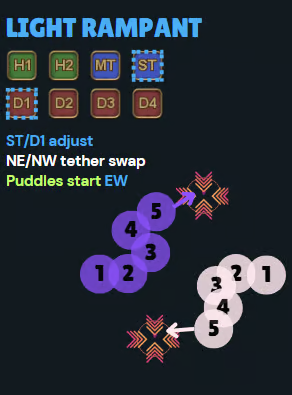 LIGHT RAMPANT
H1 H2 MT ST
D1 D2 D3 D4
ST/D1 adjust
NE/NW tether swap
Puddles start EW
5
4
3
1 2
3 2 1
4
5